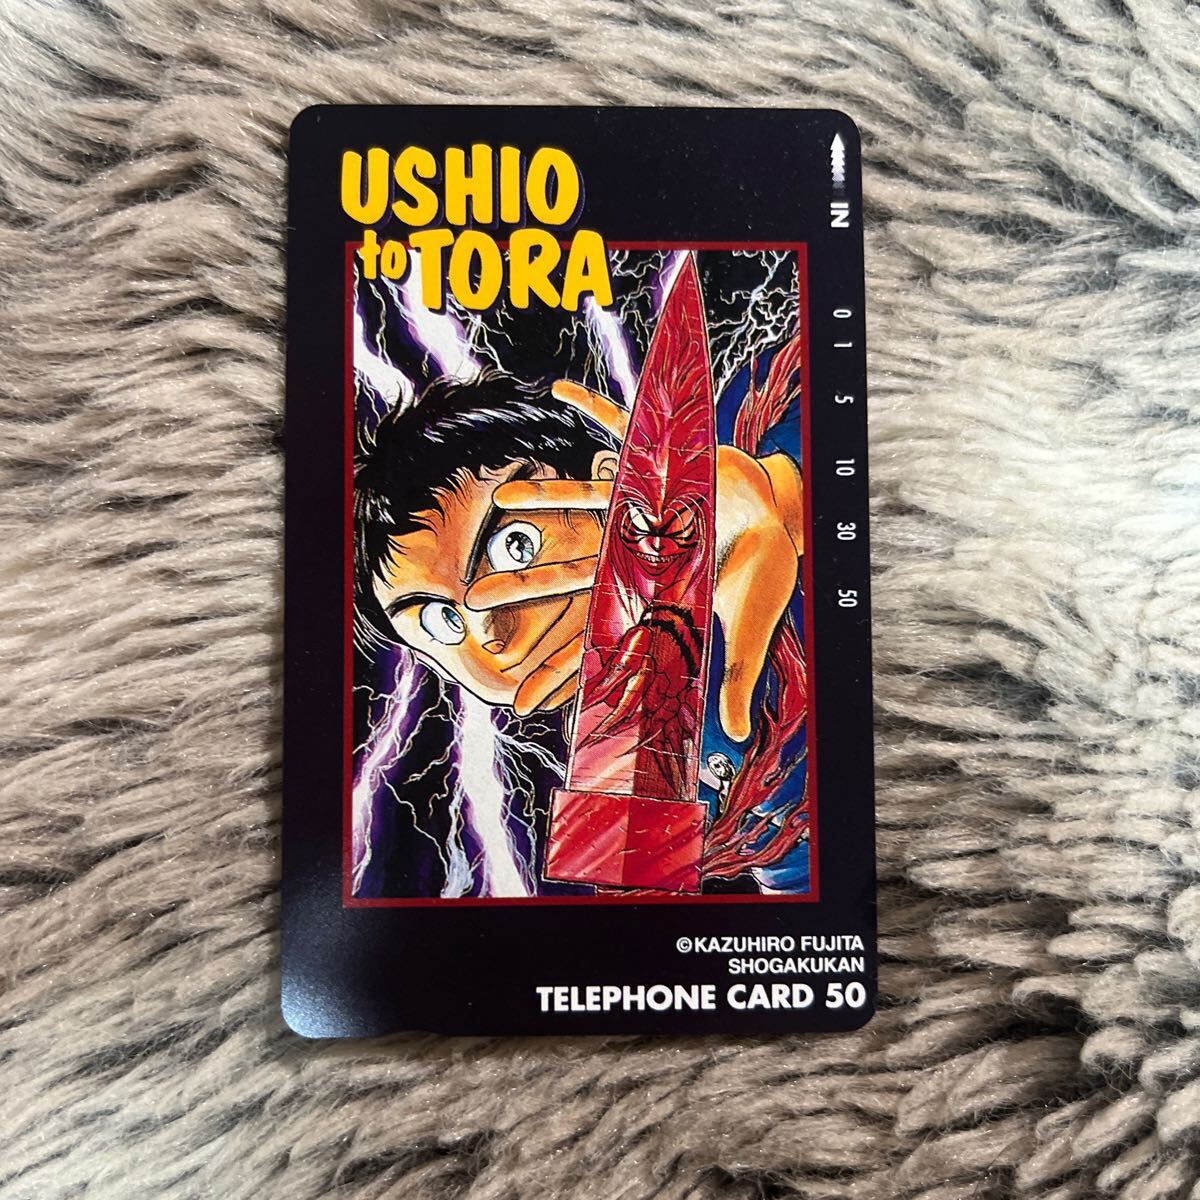 USHIO
to TORA
IN
0 1 5 10 30 50
©KAZUHIRO FUJITA
SHOGAKUKAN
TELEPHONE CARD 50